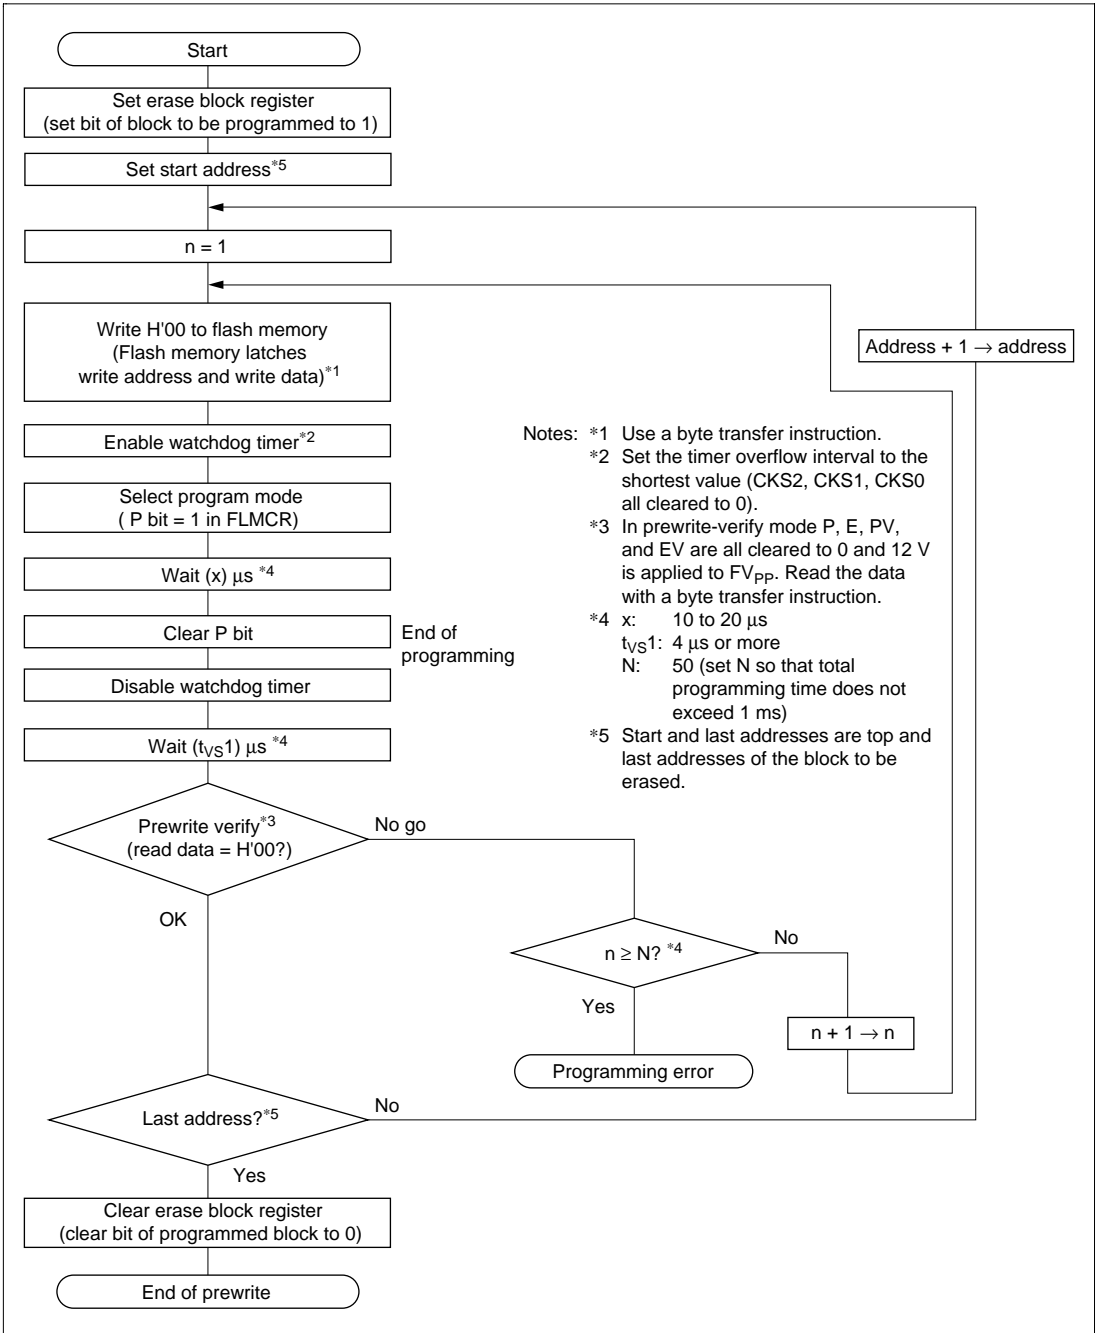 Start
Set erase block register
(set bit of block to be programmed to 1)
Set start address*5
n = 1
Write H'00 to flash memory
(Flash memory latches
write address and write data)*1
Address + 1 → address
Enable watchdog timer*2
Select program mode
( P bit = 1 in FLMCR)
Wait (x) μs *4
Clear P bit
End of
programming
Disable watchdog timer
Wait (tVS1) μs *4
Notes: *1 Use a byte transfer instruction.
*2 Set the timer overflow interval to the
shortest value (CKS2, CKS1, CKS0
all cleared to 0).
*3 In prewrite-verify mode P, E, PV,
and EV are all cleared to 0 and 12 V
is applied to FVPP. Read the data
with a byte transfer instruction.
*4 x: 10 to 20 μs
tVS1: 4 μs or more
N: 50 (set N so that total
programming time does not
exceed 1 ms)
*5 Start and last addresses are top and
last addresses of the block to be
erased.
Prewrite verify*3
(read data = H'00?)
No go
OK
n ≥ N? *4
No
Yes
n + 1 → n
Programming error
Last address?*5
No
Yes
Clear erase block register
(clear bit of programmed block to 0)
End of prewrite